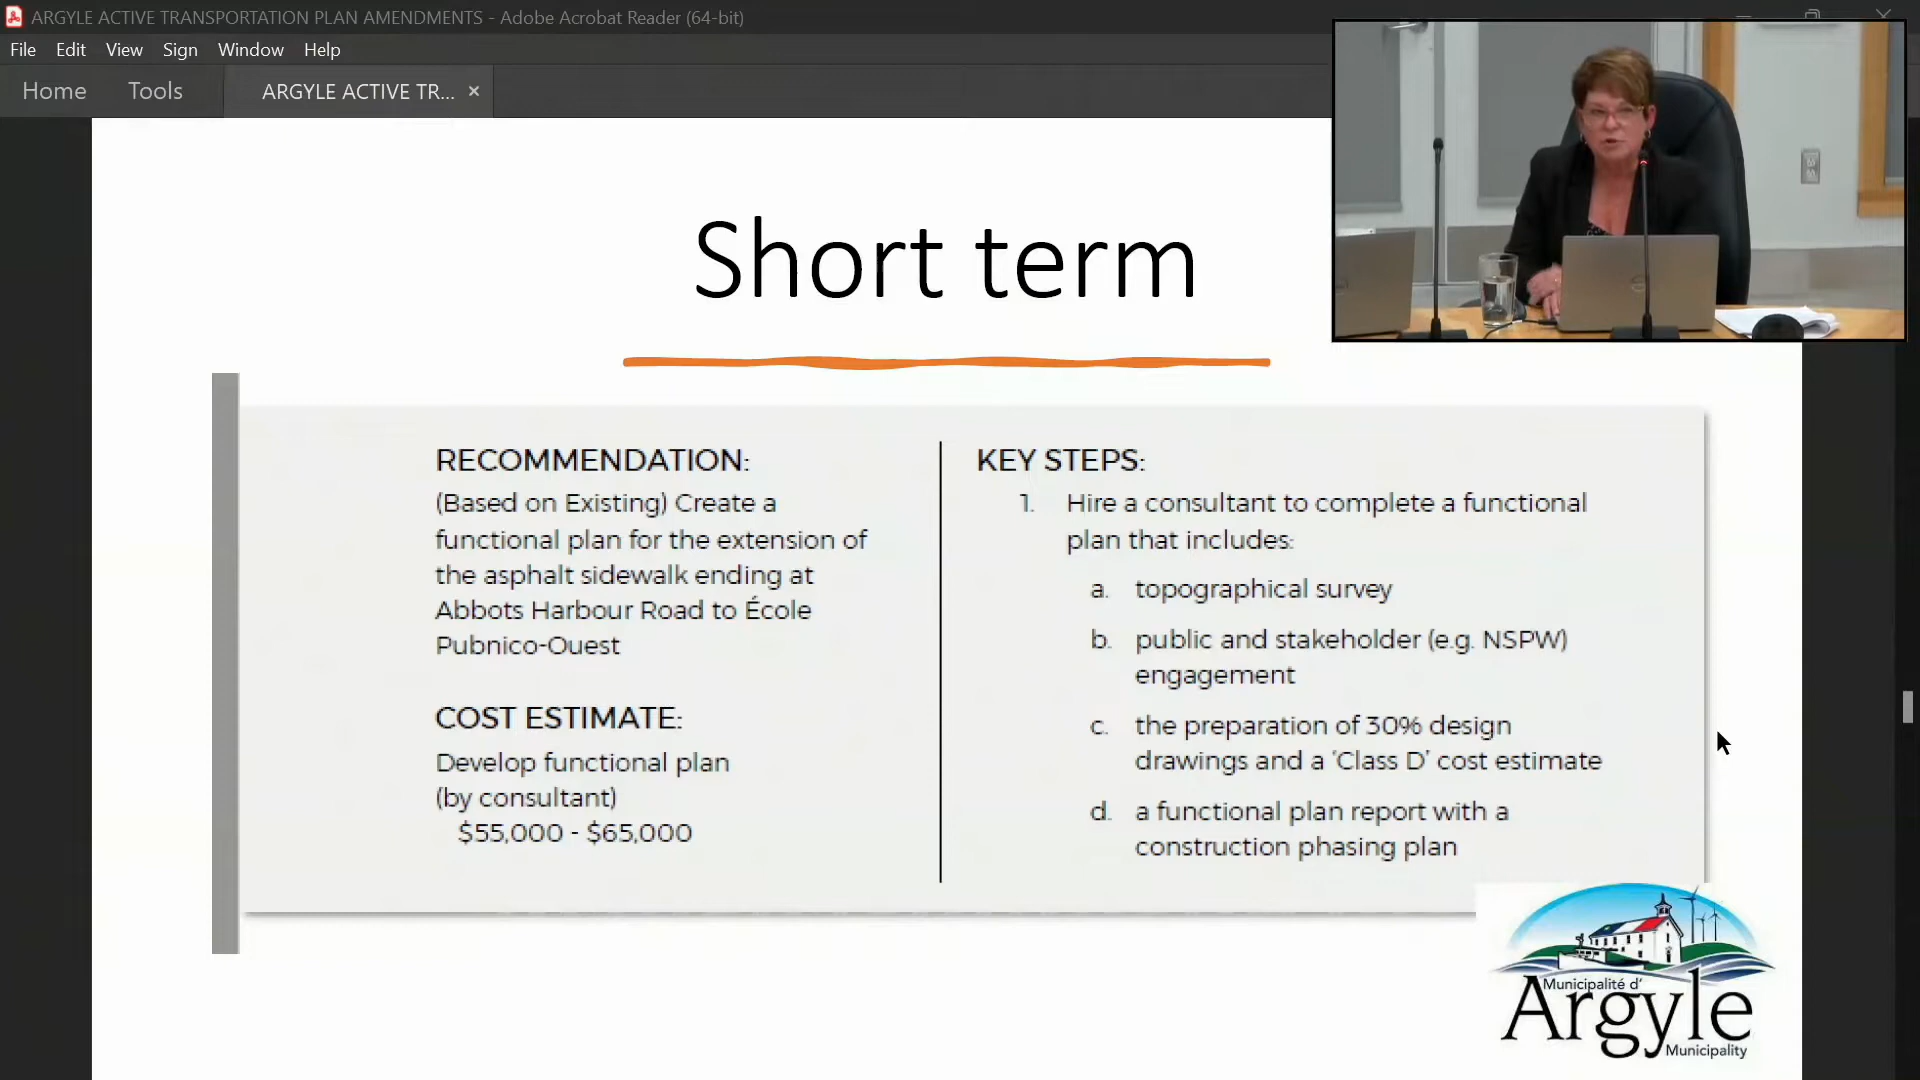 ARGYLE ACTIVE TRANSPORTATION PLAN AMENDMENTS - Adobe Acrobat Reader (64-bit)
File Edit View Sign Window Help
Home Tools ARGYLE ACTIVE TR... ×
Short term
RECOMMENDATION:
(Based on Existing) Create a
functional plan for the extension of
the asphalt sidewalk ending at
Abbots Harbour Road to École
Pubnico-Ouest
COST ESTIMATE:
Develop functional plan
(by consultant)
$55,000 - $65,000
KEY STEPS:
1. Hire a consultant to complete a functional
plan that includes:
a. topographical survey
b. public and stakeholder (e.g. NSPW)
engagement
c. the preparation of 30% design
drawings and a 'Class D' cost estimate
d. a functional plan report with a
construction phasing plan
Municipalité d'
Argyle
Municipality